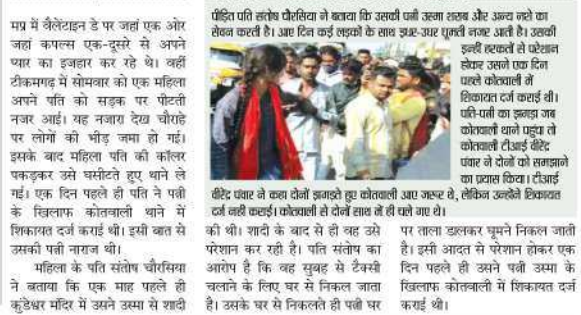 मप्र में वैलेंटाइन डे पर जहां एक ओर
जहां कपल्स एक-दूसरे से अपने
प्यार का इजहार कर रहे थे। वहीं
टीकमगढ़ में सोमवार को एक महिला
अपने पति को सड़क पर पीटती
नजर आई। यह नजारा देख चौराहे
पर लोगों की भीड़ जमा हो गई।
इसके बाद महिला पति की कॉलर
पकड़कर उसे घसीटते हुए थाने ले
गई। एक दिन पहले ही पति ने पत्नी
के खिलाफ कोतवाली थाने में
शिकायत दर्ज कराई थी। इसी बात से
उसकी पत्नी नाराज थी।
महिला के पति संतोष चौरसिया
ने बताया कि एक माह पहले ही
कुंडेश्वर मंदिर में उसने उस्मा से शादी
पीड़ित पति संतोष चौरसिया ने बताया कि उसकी पत्नी उस्मा शराब और अन्य नशे का
सेवन करती है। आए दिन कई लड़कों के साथ इधर-उधर घूमती नजर आती है। उसकी
इन्हीं हरकतों से परेशान
होकर उसने एक दिन
पहले कोतवाली में
शिकायत दर्ज कराई थी।
पति-पत्नी का झगड़ा जब
कोतवाली थाने पहुंचा तो
कोतवाली टीआई वीरेंद्र
पंवार ने दोनों को समझाने
का प्रयास किया। टीआई
वीरेंद्र पंवार ने कहा दोनों झगड़ते हुए कोतवाली आए जरूर थे, लेकिन उन्होंने शिकायत
दर्ज नहीं कराई। कोतवाली से दोनों साथ में ही चले गए थे।
की थी। शादी के बाद से ही वह उसे
परेशान कर रही है। पति संतोष का
आरोप है कि वह सुबह से टैक्सी
चलाने के लिए घर से निकल जाता
है। उसके घर से निकलते ही पत्नी घर
पर ताला डालकर घूमने निकल जाती
है। इसी आदत से परेशान होकर एक
दिन पहले ही उसने पत्नी उस्मा के
खिलाफ कोतवाली में शिकायत दर्ज
कराई थी।